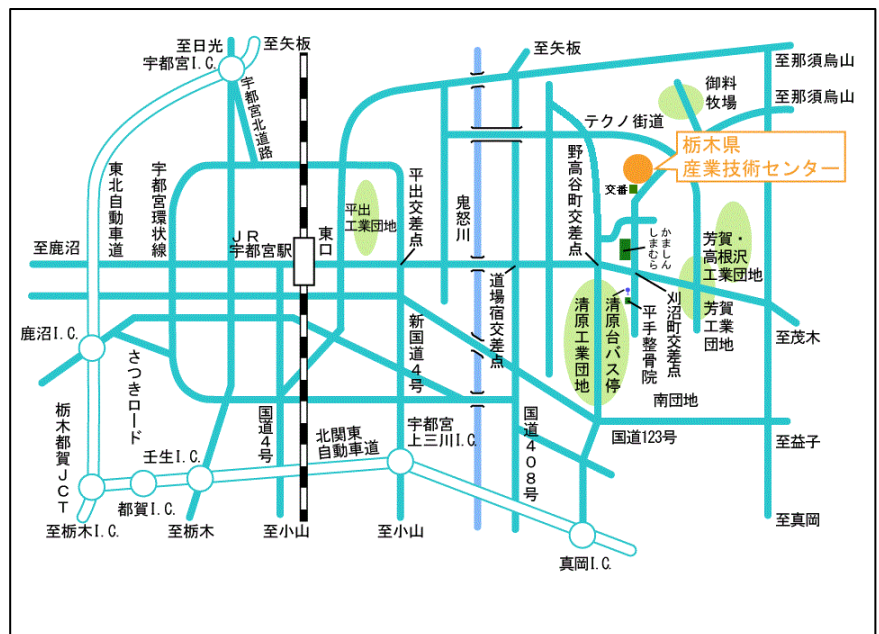 至日光
宇都宮I.C.
至矢板
至矢板
至那須烏山
御料
牧場
至那須烏山
宇都宮北道路
テクノ街道
栃木県
産業技術センター
東北自動車道
宇都宮環状線
平出
工業団地
平出交差点
鬼怒川
野高谷町交差点
交番
かましん
しまむら
芳賀・
高根沢
工業団地
至鹿沼
JR
宇都宮駅
東口
道場宿交差点
清原工業団地
清原台バス停
平手整骨院
刈沼町交差点
芳賀
工業
団地
至茂木
鹿沼I.C.
さつきロード
新国道4号
南団地
国道4号
北関東
自動車道
宇都宮
上三川I.C.
国道408号
国道123号
至益子
栃木都賀JCT
壬生I.C.
都賀I.C.
至栃木I.C.
至栃木
至小山
至小山
至真岡
真岡I.C.